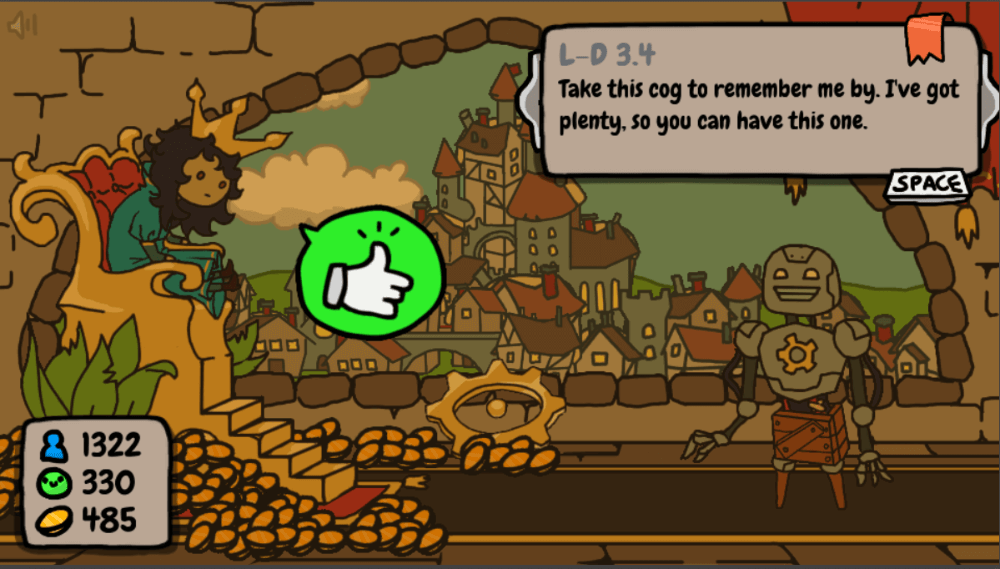 L-D 3.4
Take this cog to remember me by. I've got
plenty, so you can have this one.
SPACE
1322
330
485